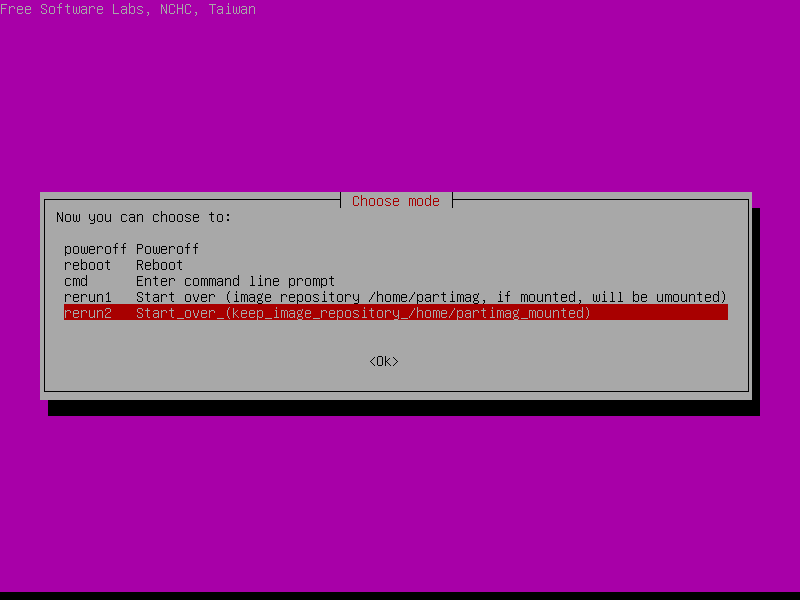 Free Software Labs, NCHC, Taiwan
Choose mode
Now you can choose to:
poweroff Poweroff
reboot Reboot
cmd Enter command line prompt
rerun1 Start over (image repository /home/partimag, if mounted, will be umounted)
rerun2 Start_over_(keep_image_repository_/home/partimag_mounted)
<Ok>